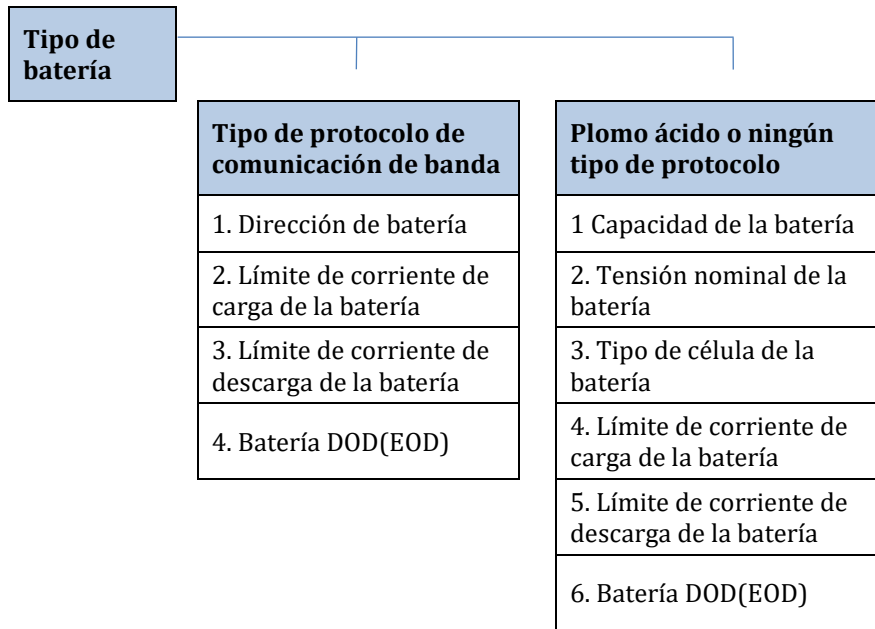 Tipo de
batería
Tipo de protocolo de
comunicación de banda
1. Dirección de batería
2. Límite de corriente de
carga de la batería
3. Límite de corriente de
descarga de la batería
4. Batería DOD(EOD)
Plomo ácido o ningún
tipo de protocolo
1 Capacidad de la batería
2. Tensión nominal de la
batería
3. Tipo de célula de la
batería
4. Límite de corriente de
carga de la batería
5. Límite de corriente de
descarga de la batería
6. Batería DOD(EOD)